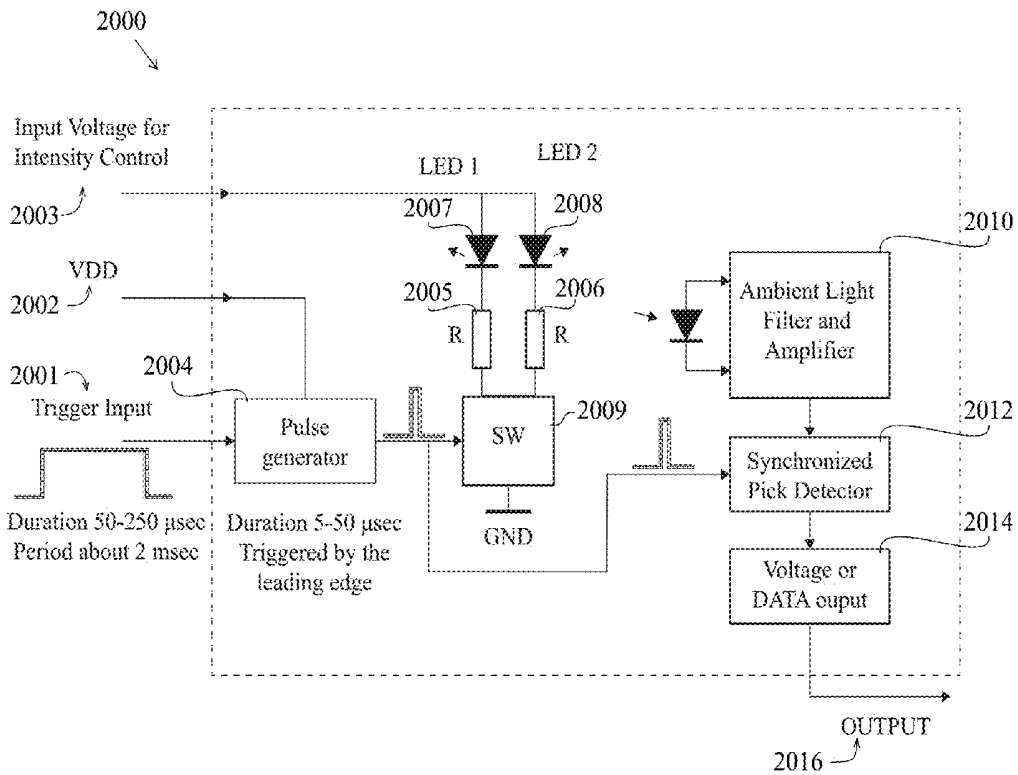 2000
Input Voltage for
Intensity Control
2003
VDD
2002
2001
Trigger Input
Duration 50-250 μsec
Period about 2 msec
2004
Pulse
generator
Duration 5-50 μsec
Triggered by the
leading edge
LED 1
LED 2
2007
2008
2005
2006
R
R
SW
2009
GND
2010
Ambient Light
Filter and
Amplifier
2012
Synchronized
Pick Detector
2014
Voltage or
DATA ouput
OUTPUT
2016